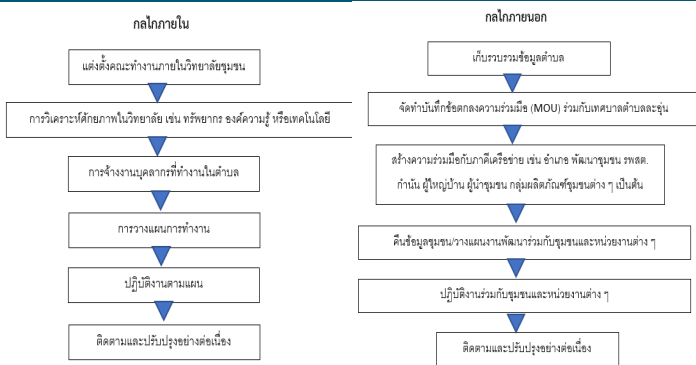 กลไกภายใน
แต่งตั้งคณะทำงานภายในวิทยาลัยชุมชน
การวิเคราะห์ศักยภาพในวิทยาลัย เช่น ทรัพยากร องค์ความรู้ หรือเทคโนโลยี
การจ้างงานบุคลากรที่ทำงานในตำบล
การวางแผนการทำงาน
ปฏิบัติงานตามแผน
ติดตามและปรับปรุงอย่างต่อเนื่อง
กลไกภายนอก
เก็บรวบรวมข้อมูลตำบล
จัดทำบันทึกข้อตกลงความร่วมมือ (MOU) ร่วมกับเทศบาลตำบลละอุ่น
สร้างความร่วมมือกับภาคีเครือข่าย เช่น อำเภอ พัฒนาชุมชน รพสต.
กำนัน ผู้ใหญ่บ้าน ผู้นำชุมชน กลุ่มผลิตภัณฑ์ชุมชนต่าง ๆ เป็นต้น
คืนข้อมูลชุมชน/วางแผนงานพัฒนาร่วมกับชุมชนและหน่วยงานต่าง ๆ
ปฏิบัติงานร่วมกับชุมชนและหน่วยงานต่าง ๆ
ติดตามและปรับปรุงอย่างต่อเนื่อง